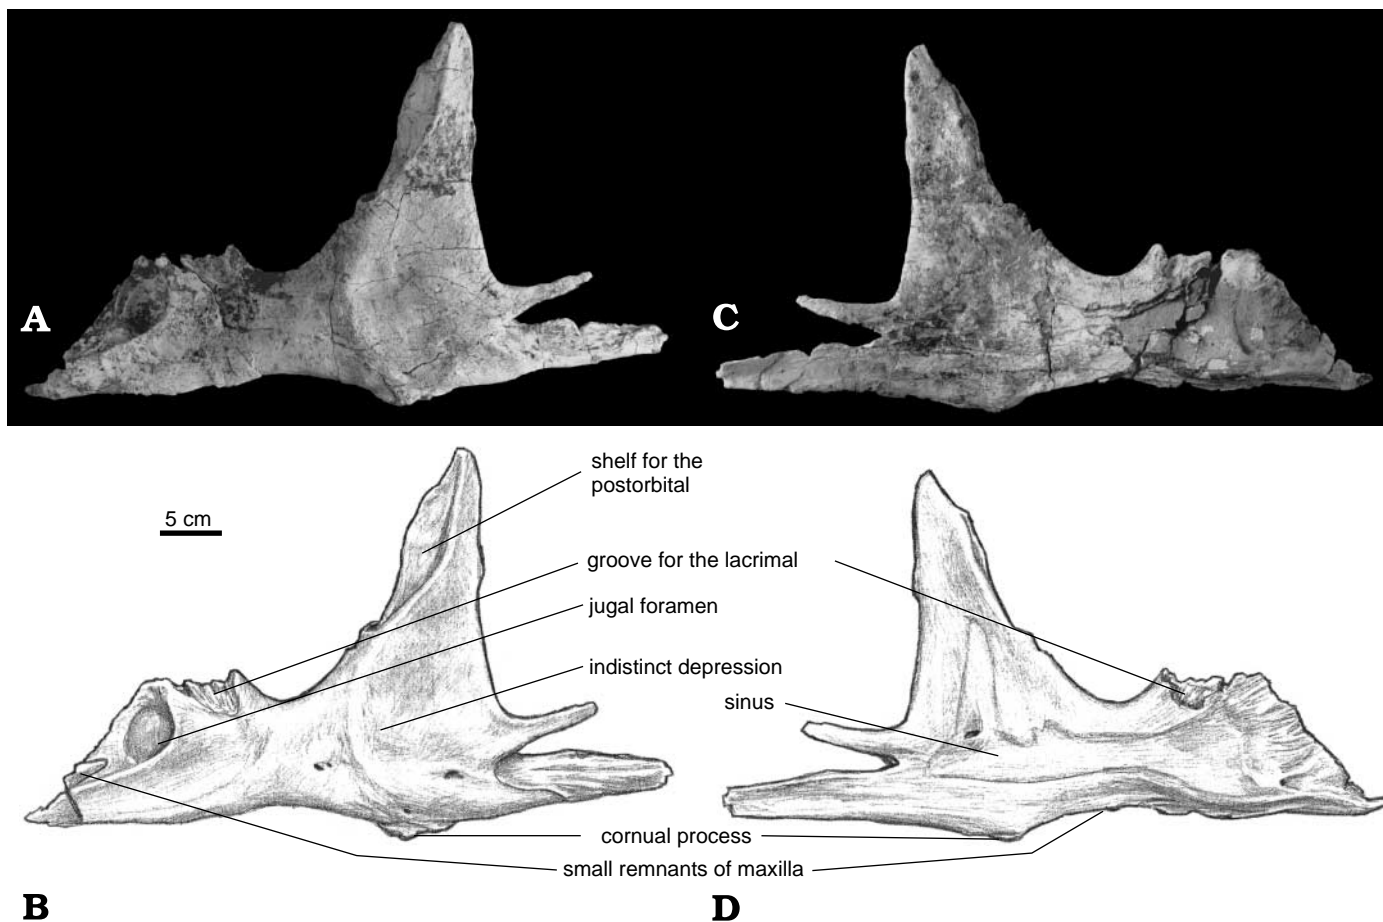 A
C
shelf for the
postorbital
5 cm
groove for the lacrimal
jugal foramen
indistinct depression
sinus
cornual process
small remnants of maxilla
B
D